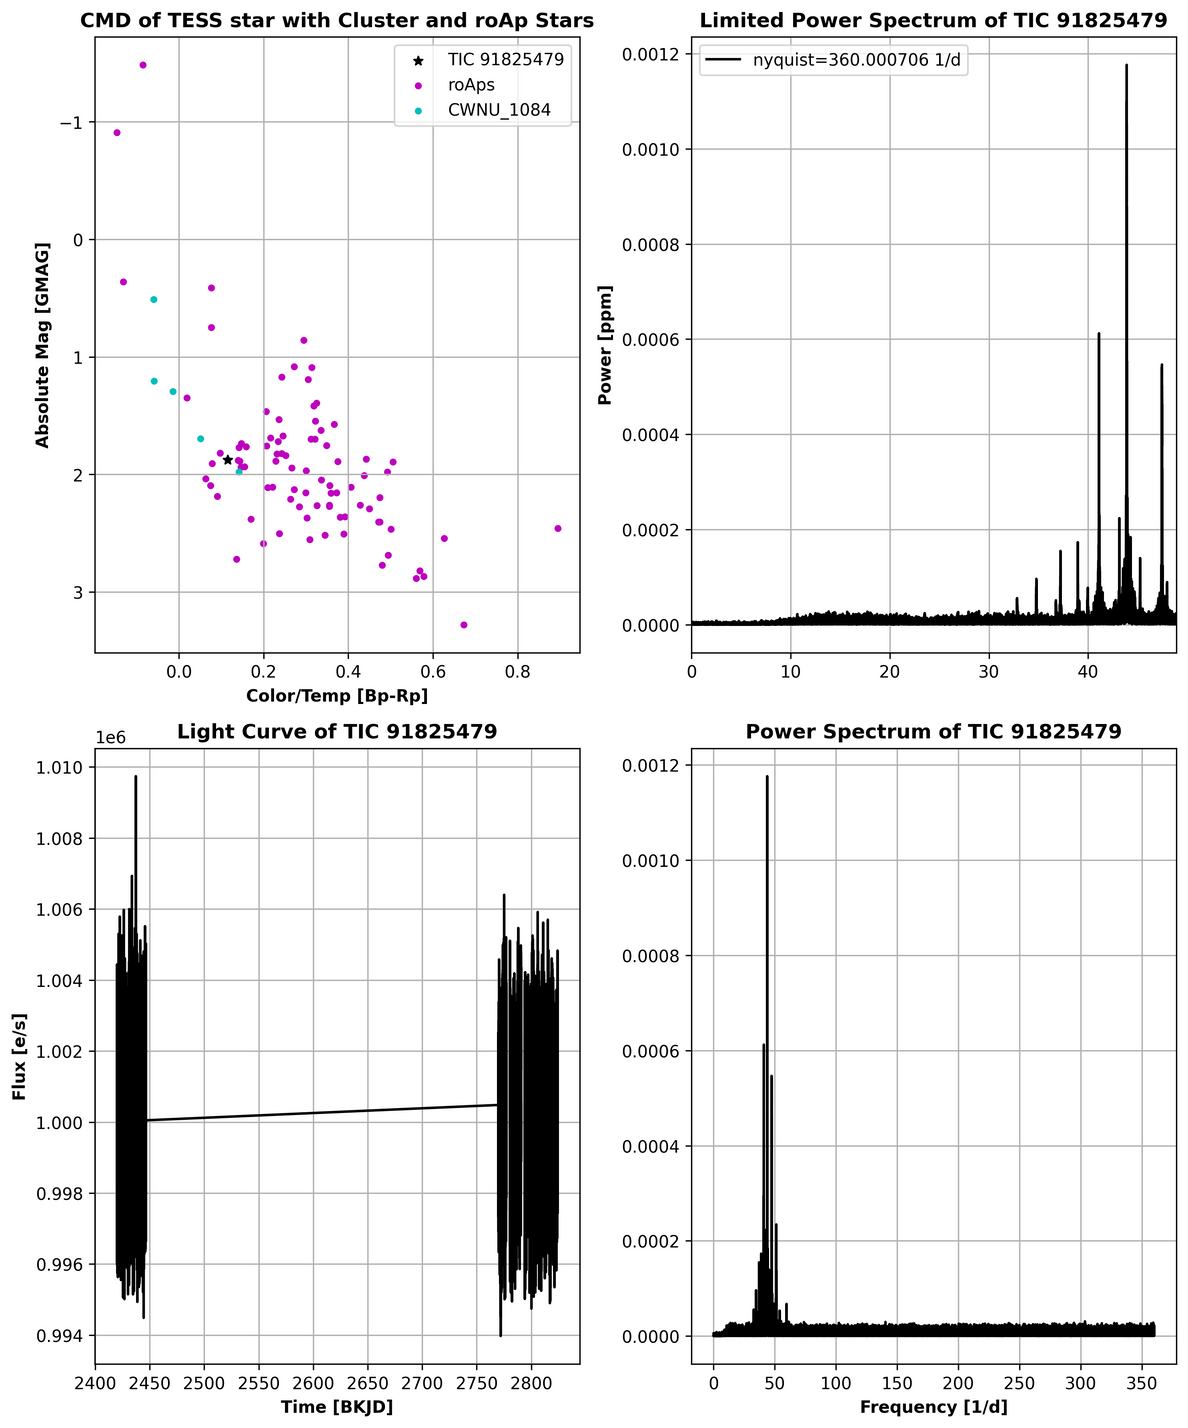 CMD of TESS star with Cluster and roAp Stars
TIC 91825479
roAps
CWNU_1084
−1
0
1
2
3
Absolute Mag [GMAG]
0.0 0.2 0.4 0.6 0.8
Color/Temp [Bp-Rp]
Limited Power Spectrum of TIC 91825479
nyquist=360.000706 1/d
0.0012
0.0010
0.0008
0.0006
0.0004
0.0002
0.0000
Power [ppm]
0 10 20 30 40
Light Curve of TIC 91825479
1e6
1.010
1.008
1.006
1.004
1.002
1.000
0.998
0.996
0.994
Flux [e/s]
2400 2450 2500 2550 2600 2650 2700 2750 2800
Time [BKJD]
Power Spectrum of TIC 91825479
0.0012
0.0010
0.0008
0.0006
0.0004
0.0002
0.0000
0 50 100 150 200 250 300 350
Frequency [1/d]